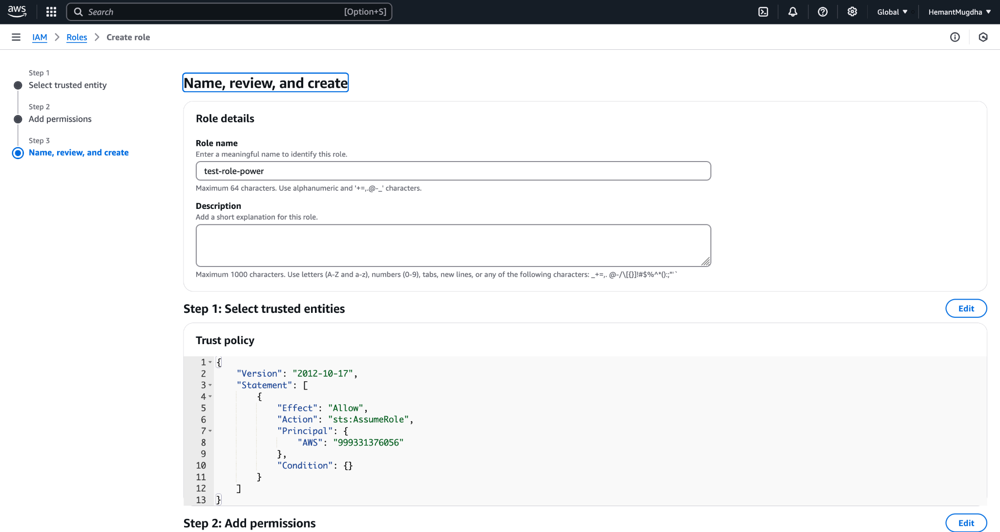 aws
Search [Option+S]
Global
HemantMugdha
IAM > Roles > Create role
Step 1
Select trusted entity
Step 2
Add permissions
Step 3
Name, review, and create
Name, review, and create
Role details
Role name
Enter a meaningful name to identify this role.
test-role-power
Maximum 64 characters. Use alphanumeric and '+=,.@-_' characters.
Description
Add a short explanation for this role.
Maximum 1000 characters. Use letters (A-Z and a-z), numbers (0-9), tabs, new lines, or any of the following characters: _+=,. @-/\[{}]!#$%^*();:"'`
Step 1: Select trusted entities
Edit
Trust policy
1 {
2     "Version": "2012-10-17",
3     "Statement": [
4         {
5             "Effect": "Allow",
6             "Action": "sts:AssumeRole",
7             "Principal": {
8                 "AWS": "999331376056"
9             },
10             "Condition": {}
11         }
12     ]
13 }
Step 2: Add permissions
Edit